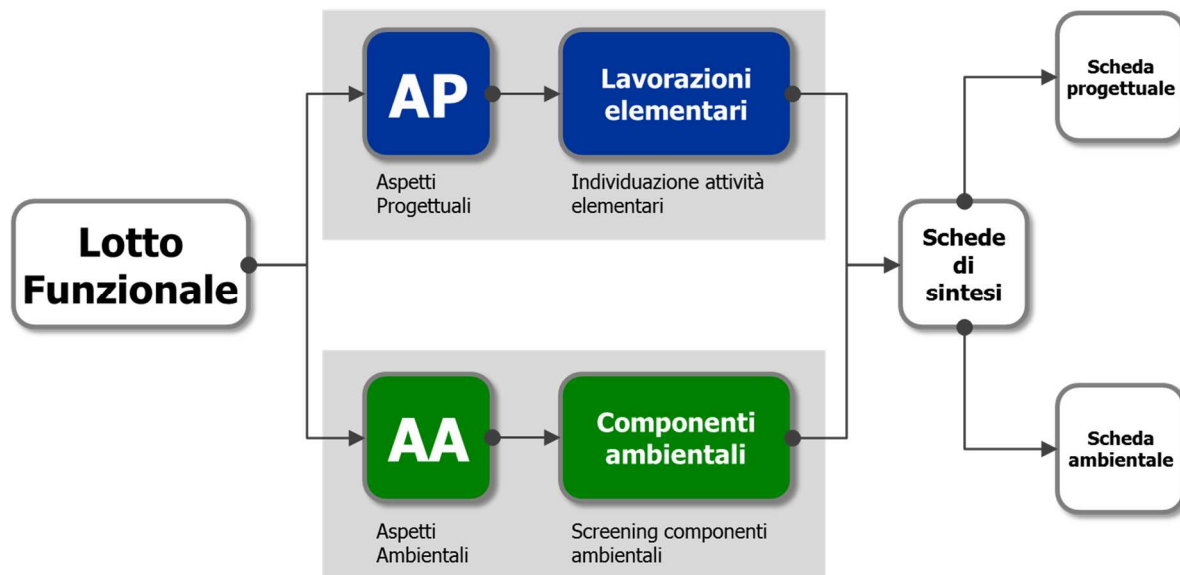 Lotto
Funzionale
AP
Aspetti
Progettuali
Lavorazioni
elementari
Individuazione attività
elementari
AA
Aspetti
Ambientali
Componenti
ambientali
Screening componenti
ambientali
Schede
di
sintesi
Scheda
progettuale
Scheda
ambientale